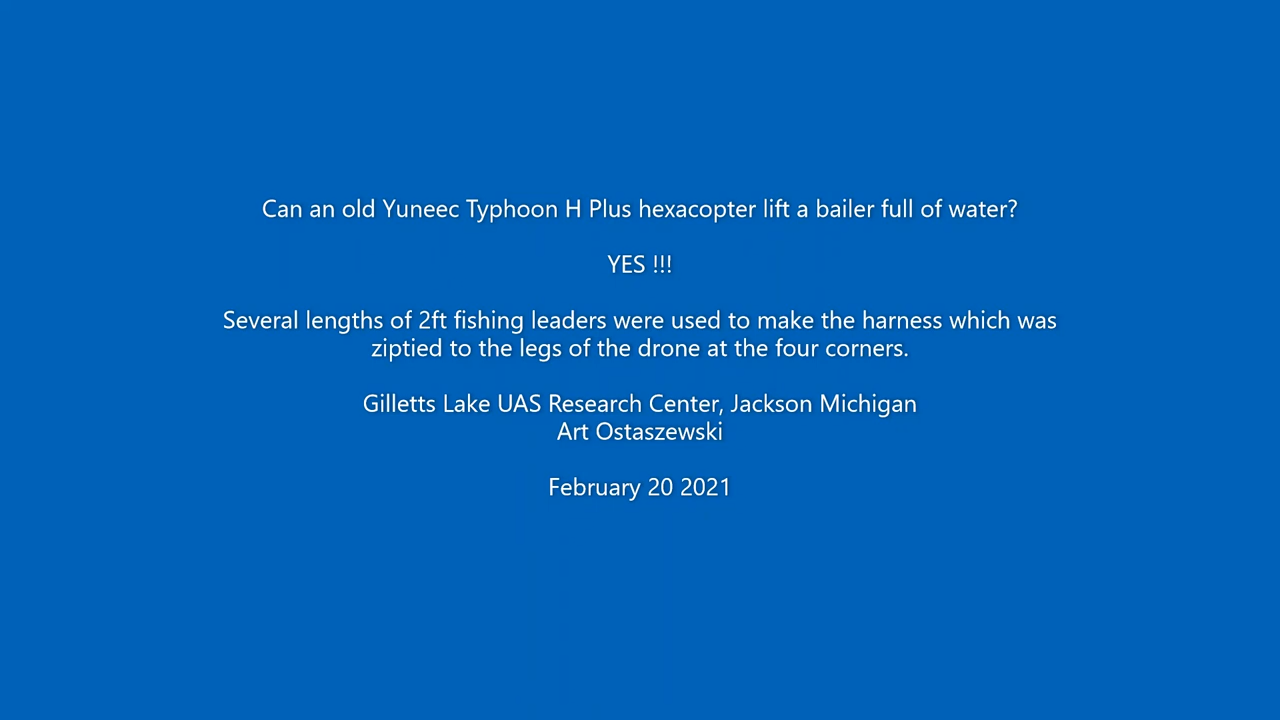 Can an old Yuneec Typhoon H Plus hexacopter lift a bailer full of water?
YES !!!
Several lengths of 2ft fishing leaders were used to make the harness which was
ziptied to the legs of the drone at the four corners.
Gilletts Lake UAS Research Center, Jackson Michigan
Art Ostaszewski
February 20 2021